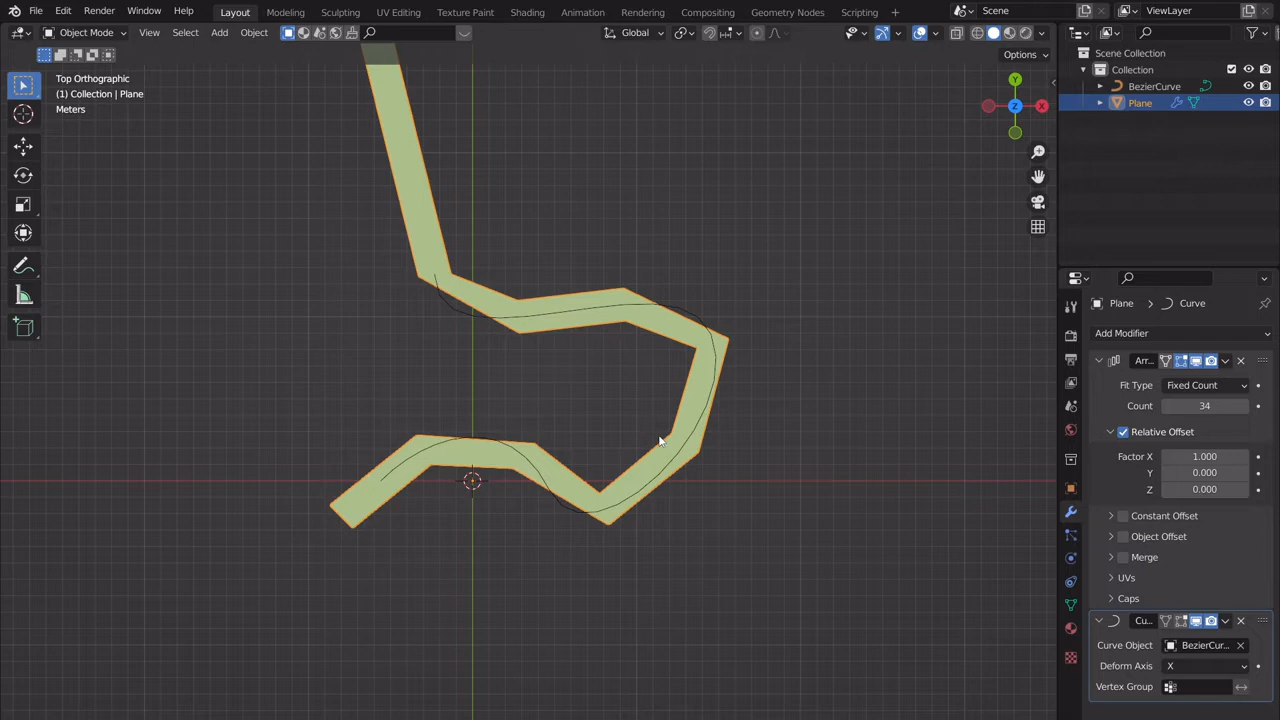 File Edit Render Window Help Layout Modeling Sculpting UV Editing Texture Paint Shading Animation Rendering Compositing Geometry Nodes Scripting Scene ViewLayer
Object Mode View Select Add Object Global
Options
Top Orthographic
(1) Collection | Plane
Meters
Y
X
Z
Scene Collection
Collection
BezierCurve
Plane
Plane Curve
Add Modifier
Arr...
Fit Type Fixed Count
Count 34
Relative Offset
Factor X 1.000
Y 0.000
Z 0.000
Constant Offset
Object Offset
Merge
UVs
Caps
Cu...
Curve Object BezierCur...
Deform Axis X
Vertex Group